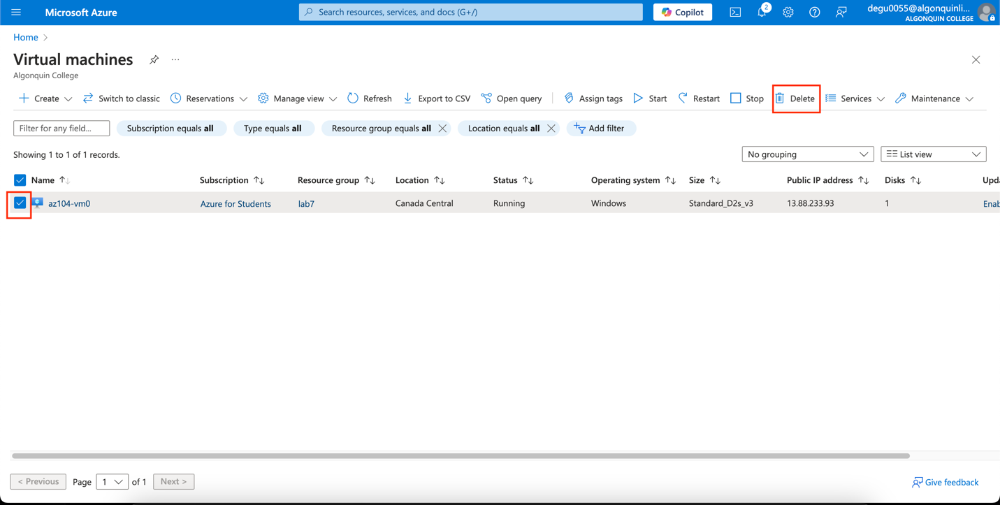 Microsoft Azure
Search resources, services, and docs (G+/)
Copilot
2
degu0055@algonquinli...
ALGONQUIN COLLEGE
Home
Virtual machines
...
Algonquin College
Create Switch to classic Reservations Manage view Refresh Export to CSV Open query Assign tags Start Restart Stop Delete Services Maintenance
Filter for any field... Subscription equals all Type equals all Resource group equals all Location equals all Add filter
Showing 1 to 1 of 1 records. No grouping List view
Name Subscription Resource group Location Status Operating system Size Public IP address Disks Upda
az104-vm0 Azure for Students lab7 Canada Central Running Windows Standard_D2s_v3 13.88.233.93 1 Enab
< Previous Page 1 of 1 Next > Give feedback